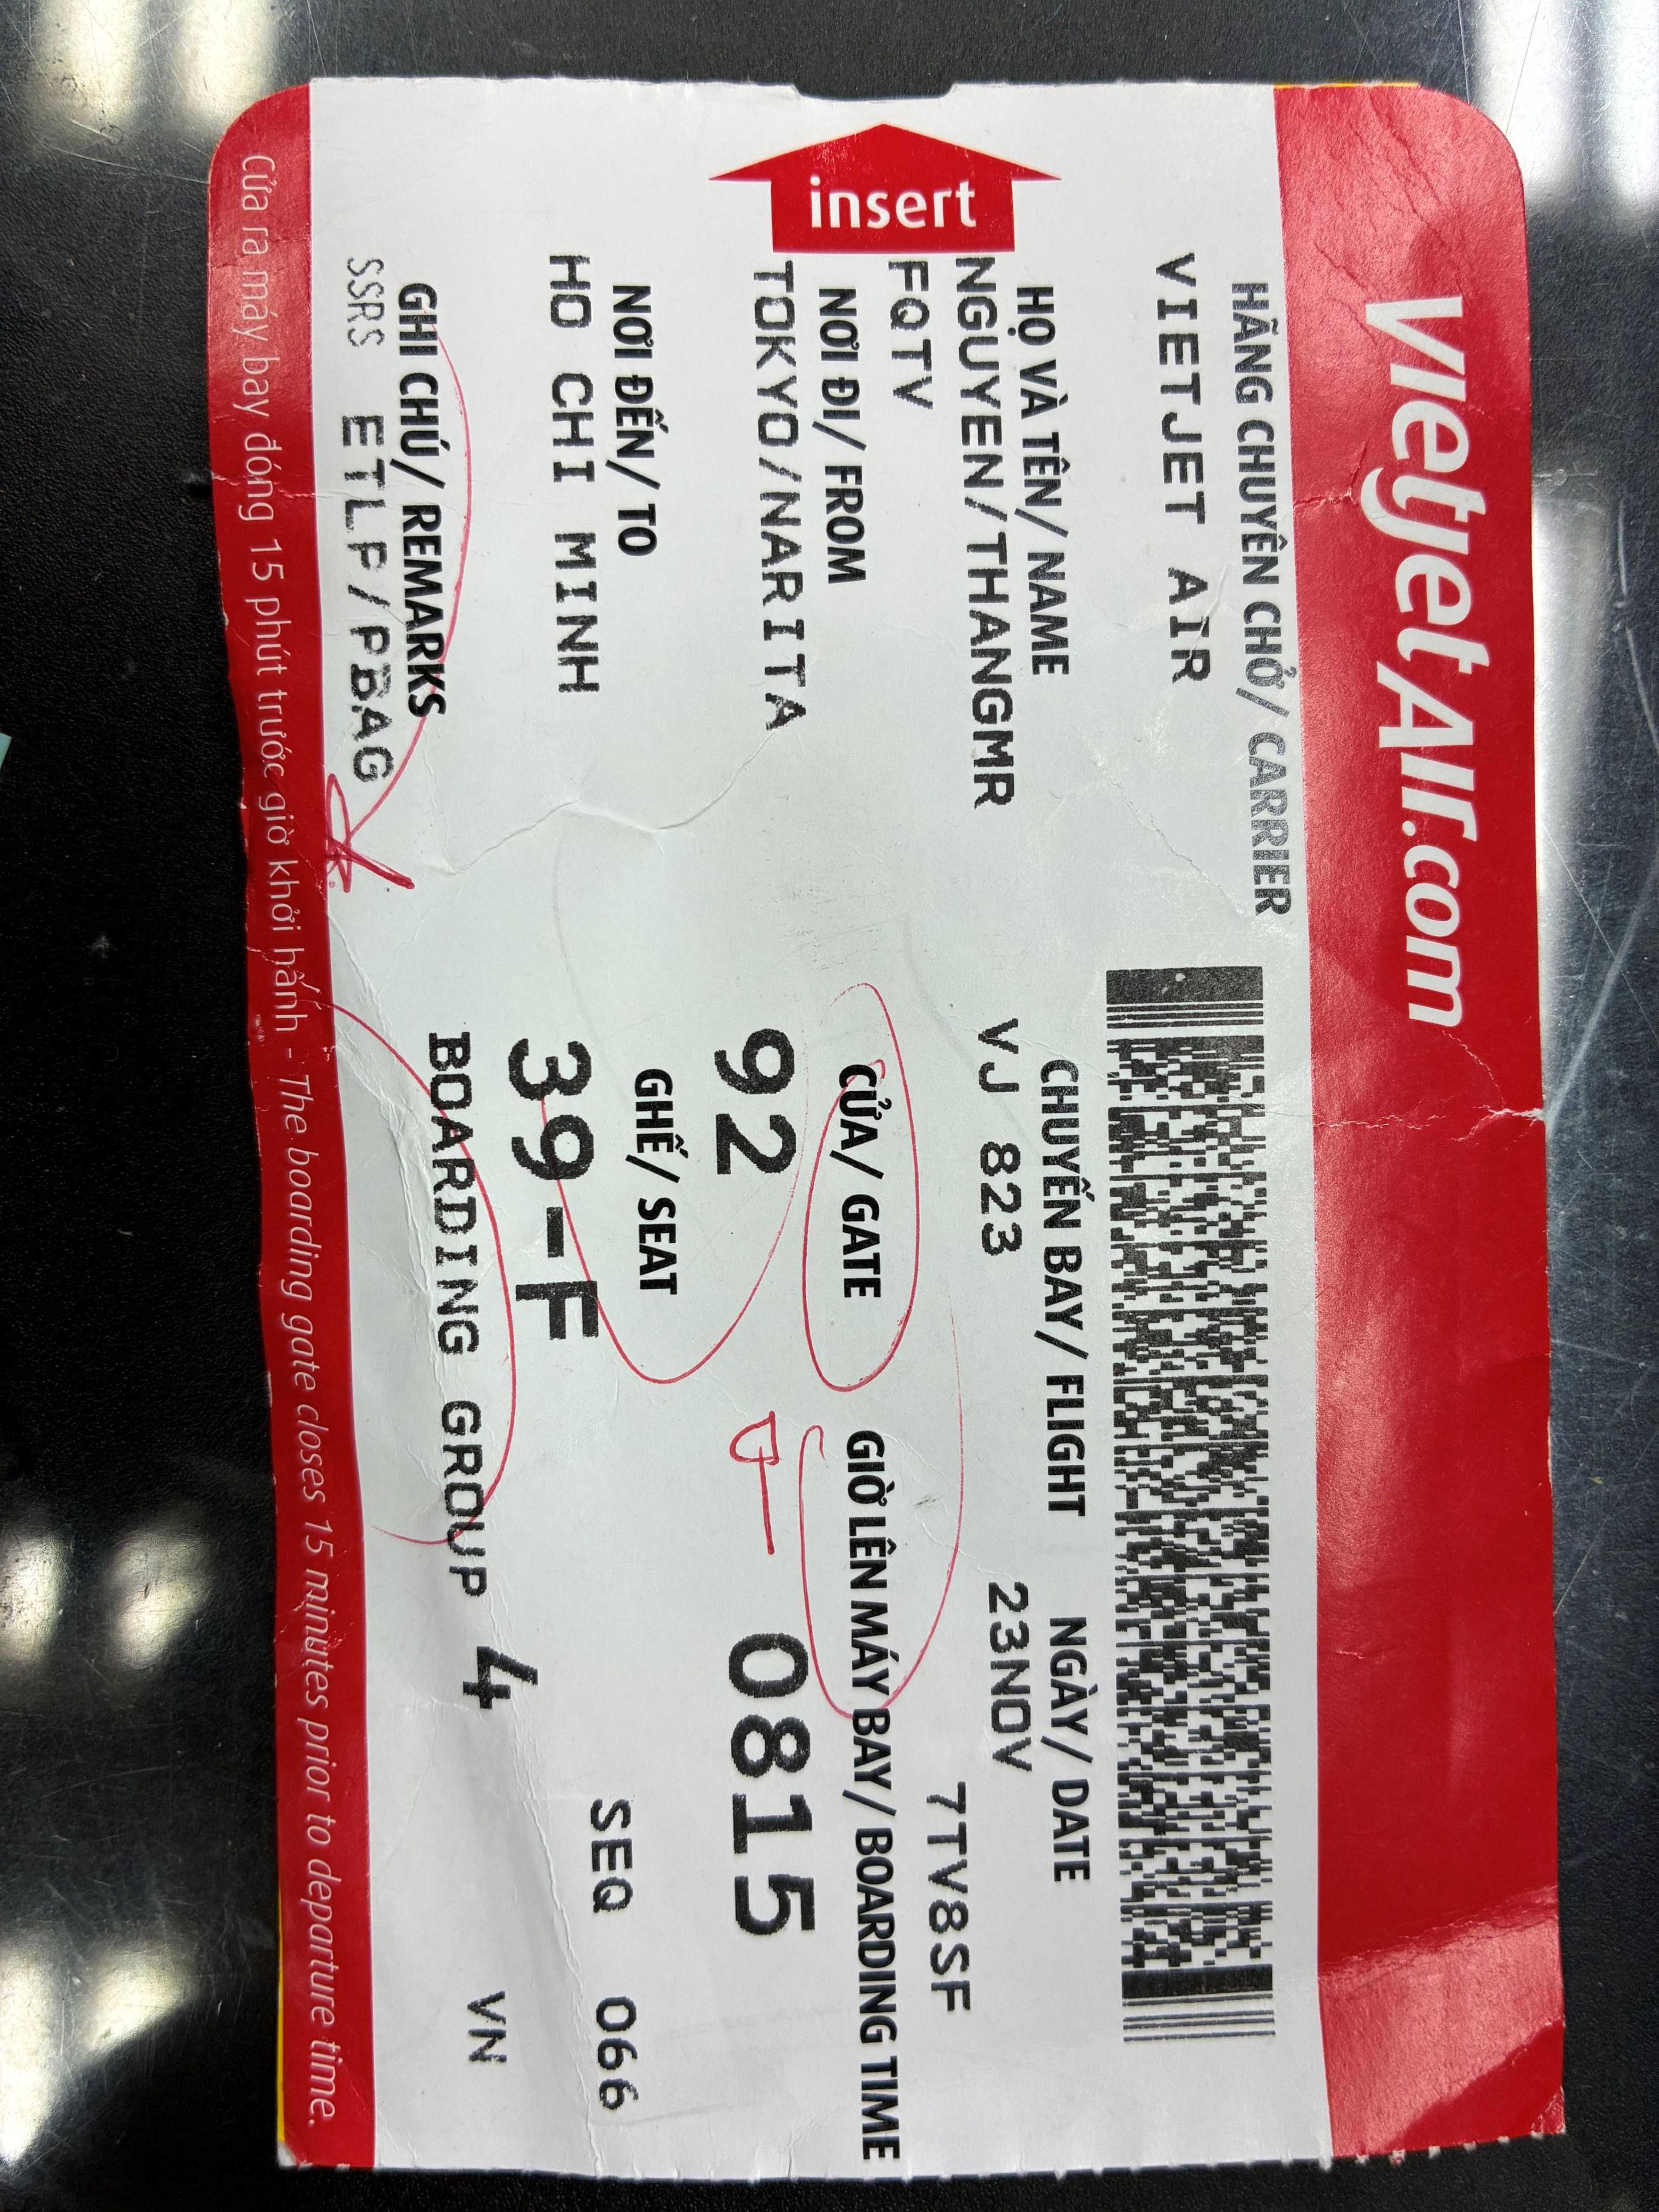 vietjetAir.com
HÃNG CHUYÊN CHỞ/ CARRIER
VIETJET AIR
HỌ VÀ TÊN/ NAME
NGUYEN/THANGMR
FQTV
NƠI ĐI/ FROM
TOKYO/NARITA
NƠI ĐẾN/ TO
HO CHI MINH
GHI CHÚ/ REMARKS
SSRS ETLP/PBAG
insert
CHUYẾN BAY/ FLIGHT NGÀY/ DATE
VJ 823 23NOV
7TV8SF
CỬA/ GATE GIỜ LÊN MÁY BAY/ BOARDING TIME
92 0815
GHẾ/ SEAT
39-F SEQ 066
BOARDING GROUP 4 VN
Cửa ra máy bay đóng 15 phút trước giờ khởi hành - The boarding gate closes 15 minutes prior to departure time.